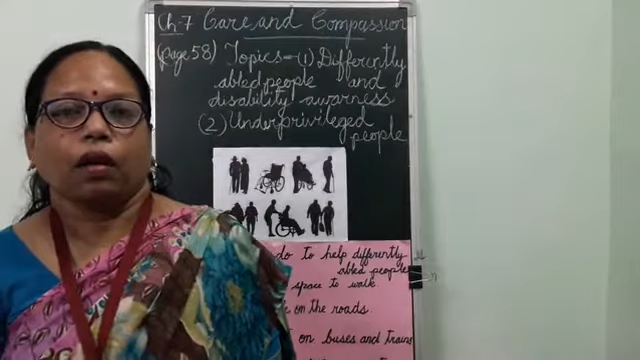 Ch-7 Care and Compassion
(page 58) Topics - (1) Differently
abled people and
disability awarness
(2) Underprivileged
people
do to help differently
abled people
space to walk
on the roads.
on buses and trains